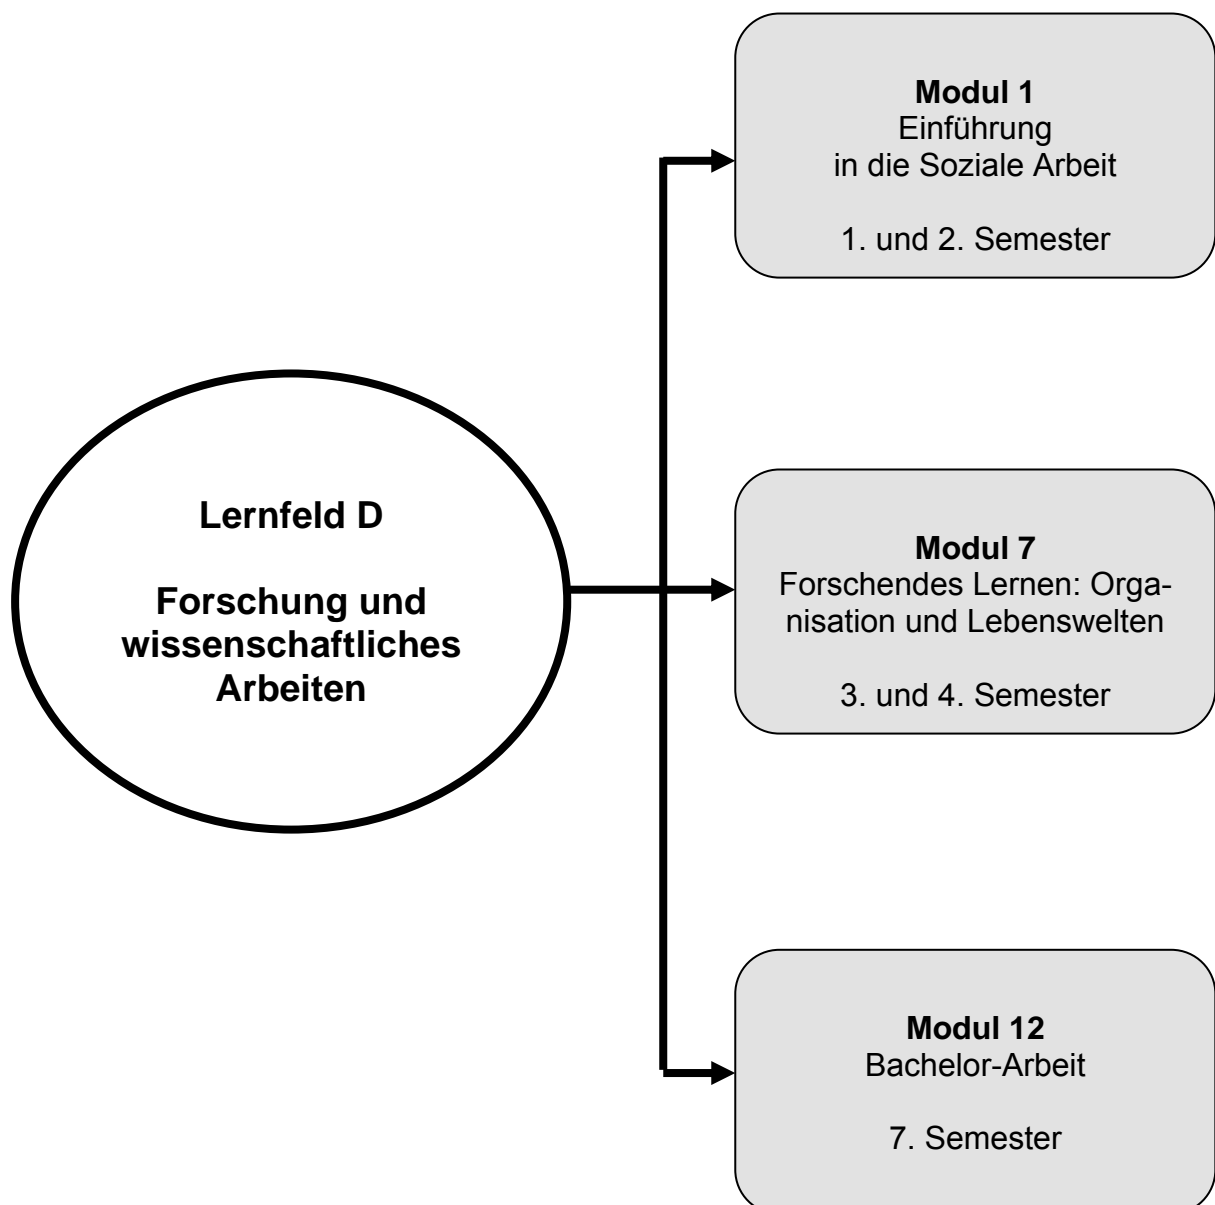 Modul 1
Einführung
in die Soziale Arbeit
1. und 2. Semester
Lernfeld D
Forschung und
wissenschaftliches
Arbeiten
Modul 7
Forschendes Lernen: Orga-
nisation und Lebenswelten
3. und 4. Semester
Modul 12
Bachelor-Arbeit
7. Semester